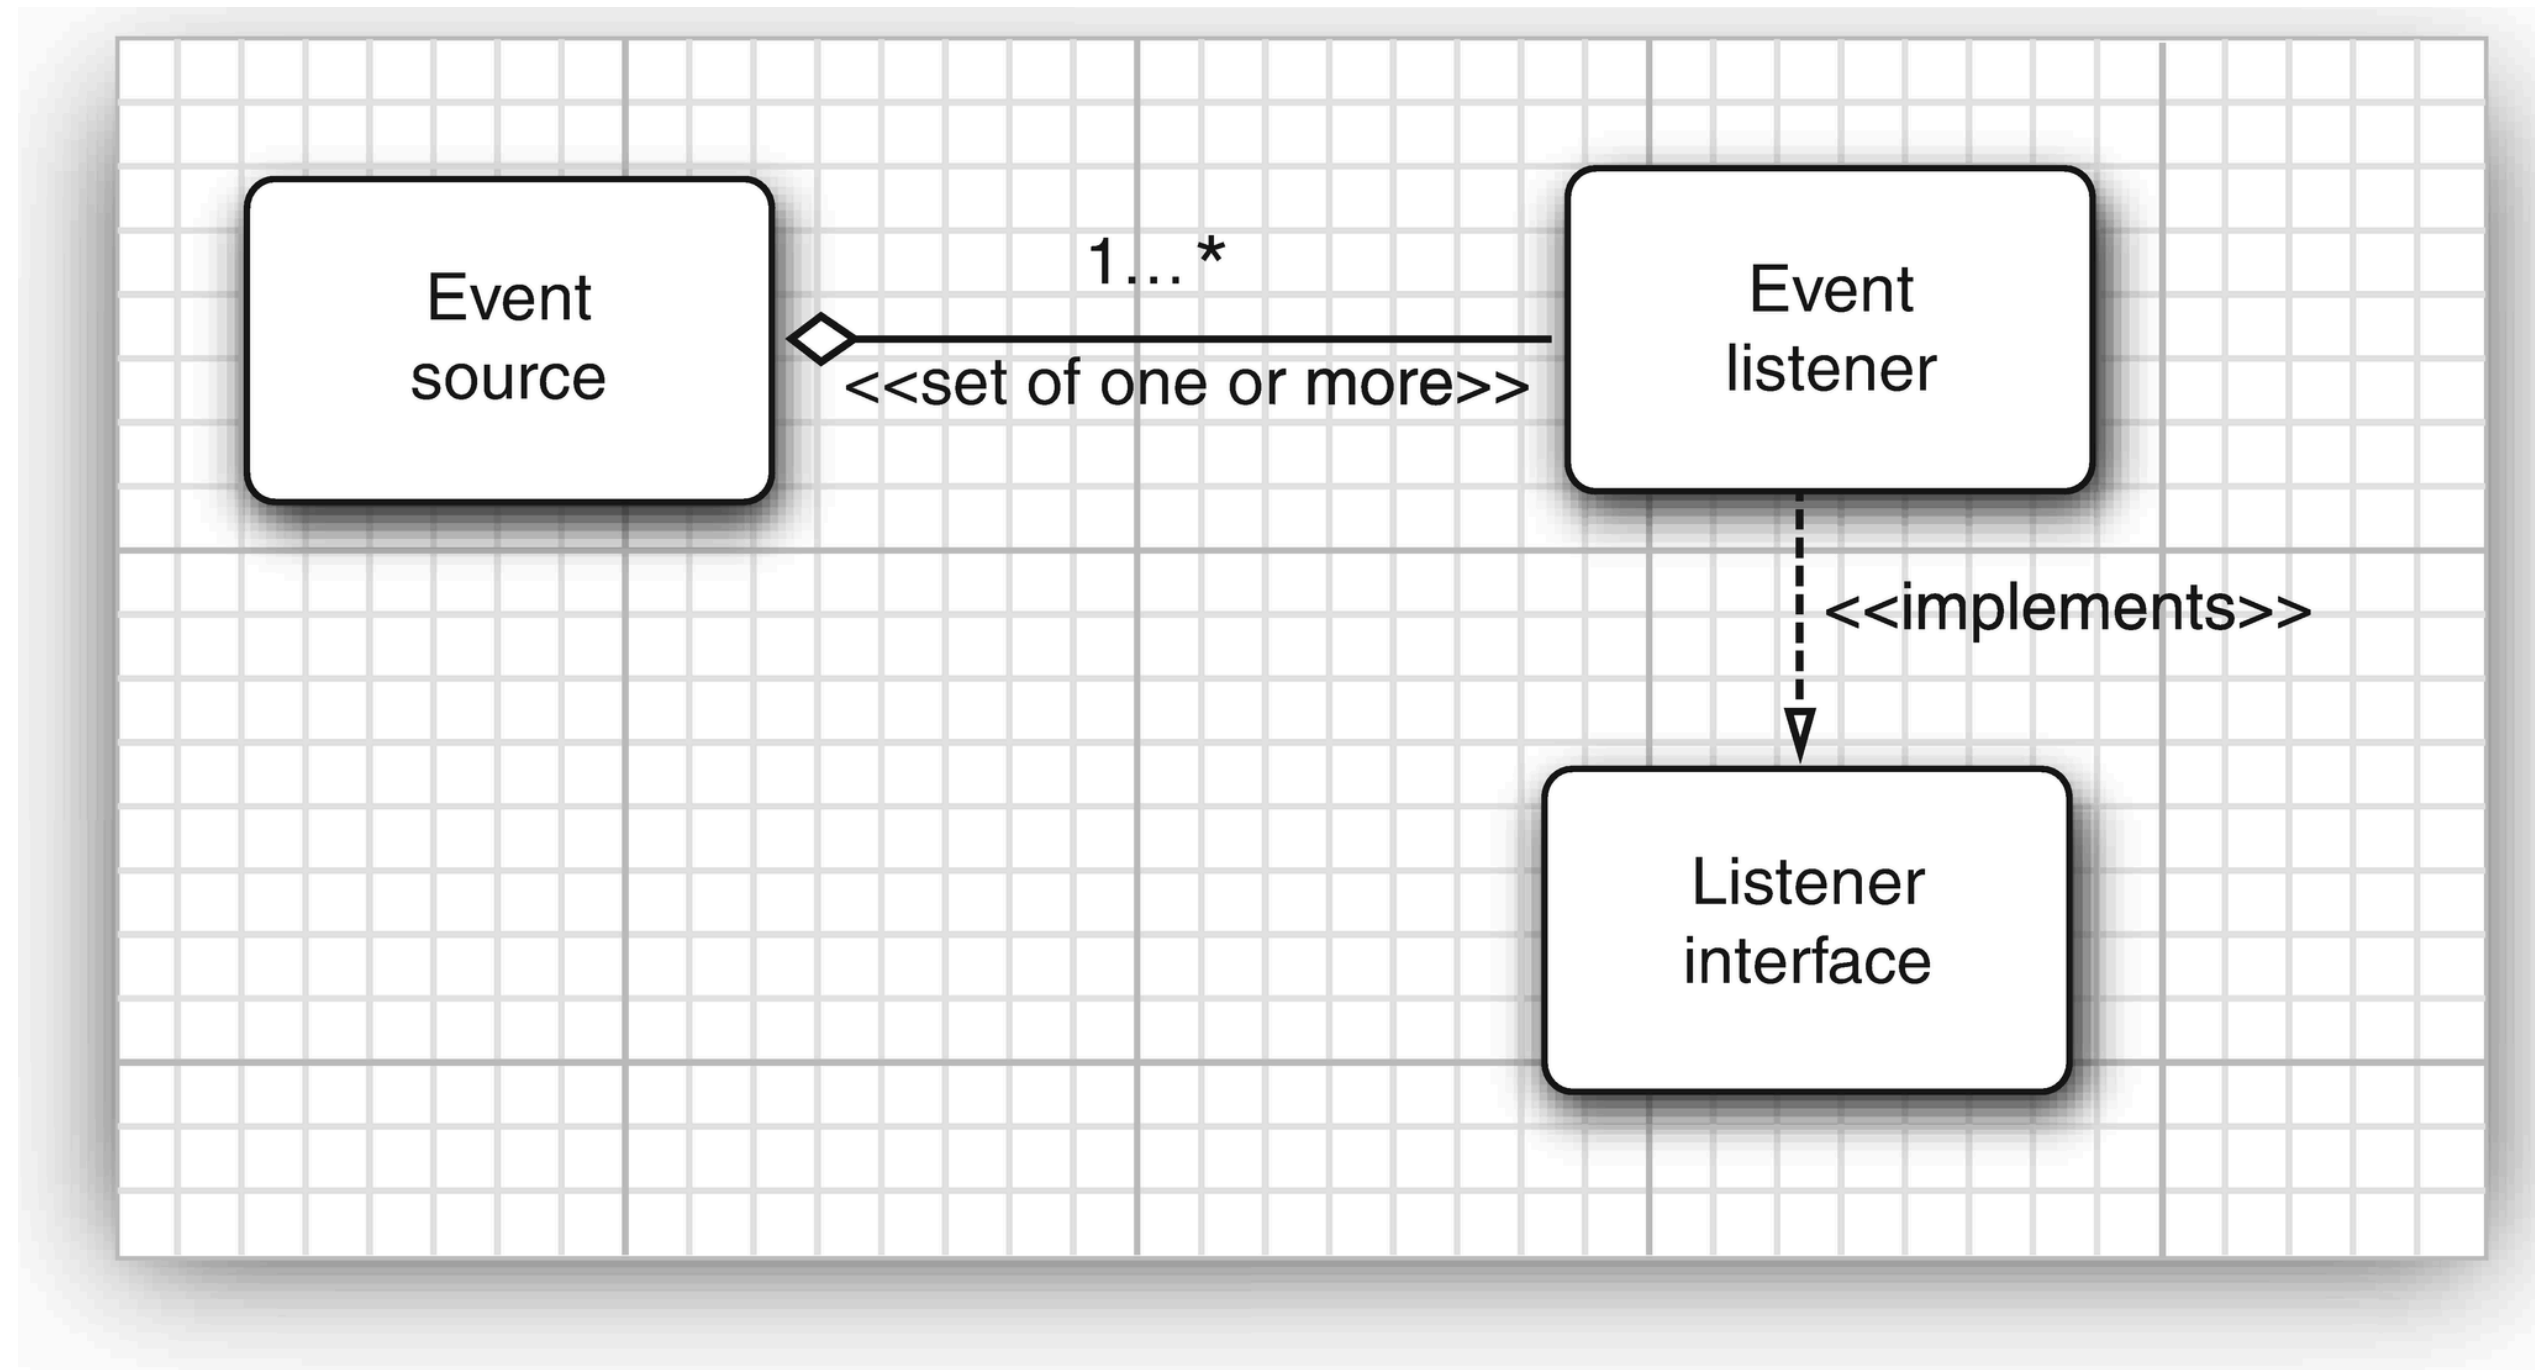 Event
source
1...*
<<set of one or more>>
Event
listener
<<implements>>
Listener
interface